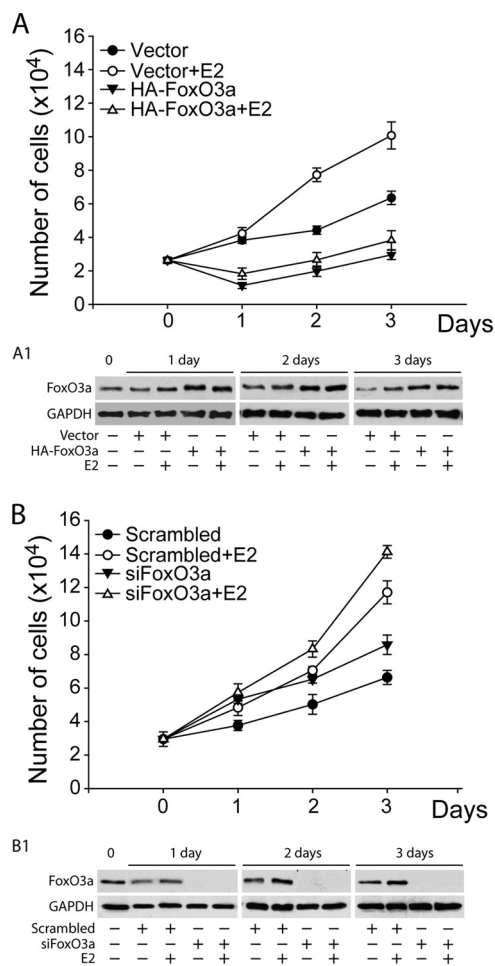 A
16
14
12
10
8
6
4
2
0
Number of cells (x10⁴)
Vector
Vector+E2
HA-FoxO3a
HA-FoxO3a+E2
0 1 2 3 Days
A1
0 1 day 2 days 3 days
FoxO3a
GAPDH
Vector – + + – – + + – – + + – –
HA-FoxO3a – – – + + – – + + – – + +
E2 – – + – + – + – + – + – +
B
16
14
12
10
8
6
4
2
0
Number of cells (x10⁴)
Scrambled
Scrambled+E2
siFoxO3a
siFoxO3a+E2
0 1 2 3 Days
B1
0 1 day 2 days 3 days
FoxO3a
GAPDH
Scrambled – + + – – + + – – + + – –
siFoxO3a – – – + + – – + + – – + +
E2 – – + – + – + – + – + – +